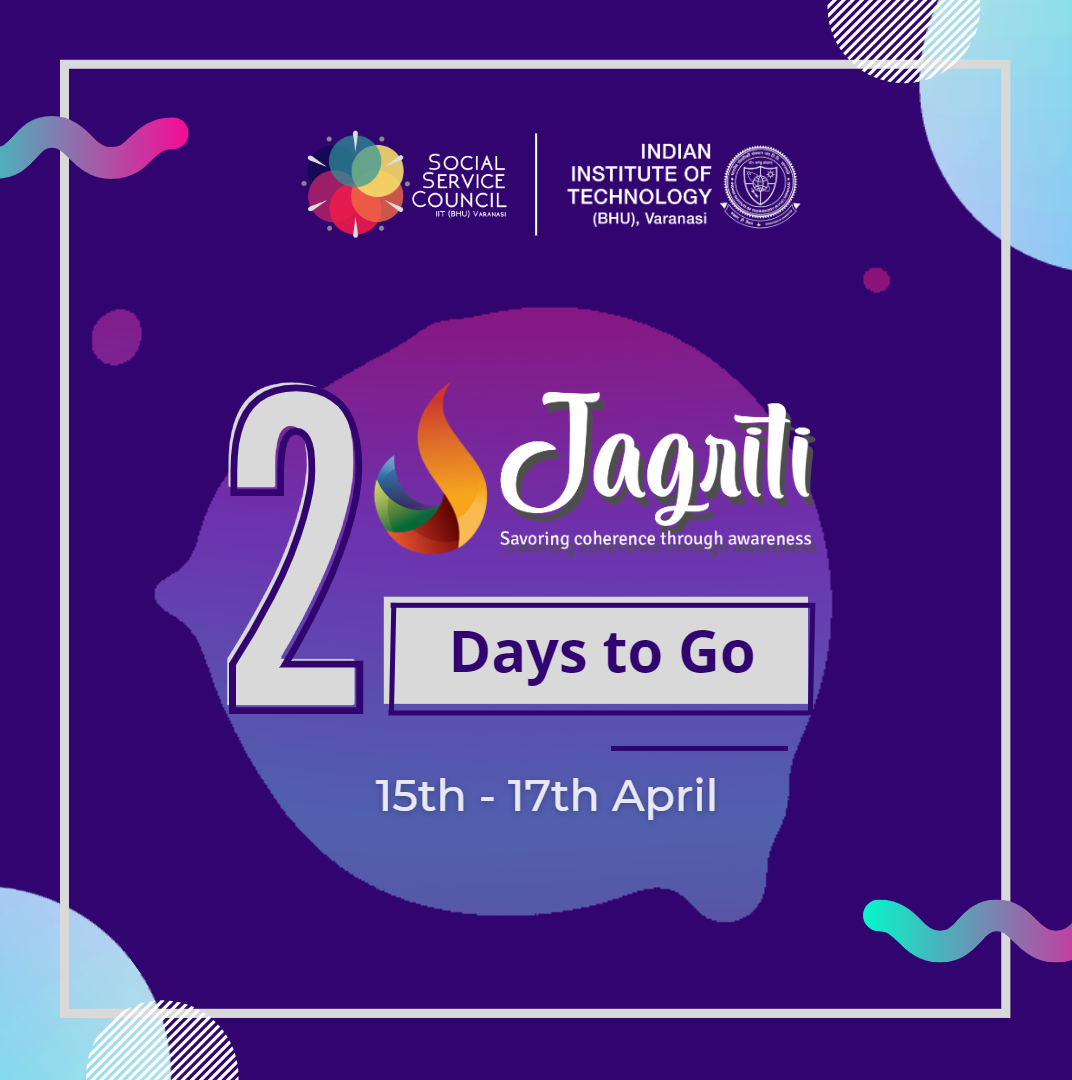 SOCIAL
SERVICE
COUNCIL
IIT (BHU) VARANASI
INDIAN
INSTITUTE OF
TECHNOLOGY
(BHU), Varanasi
2
Jagriti
Savoring coherence through awareness
Days to Go
15th - 17th April